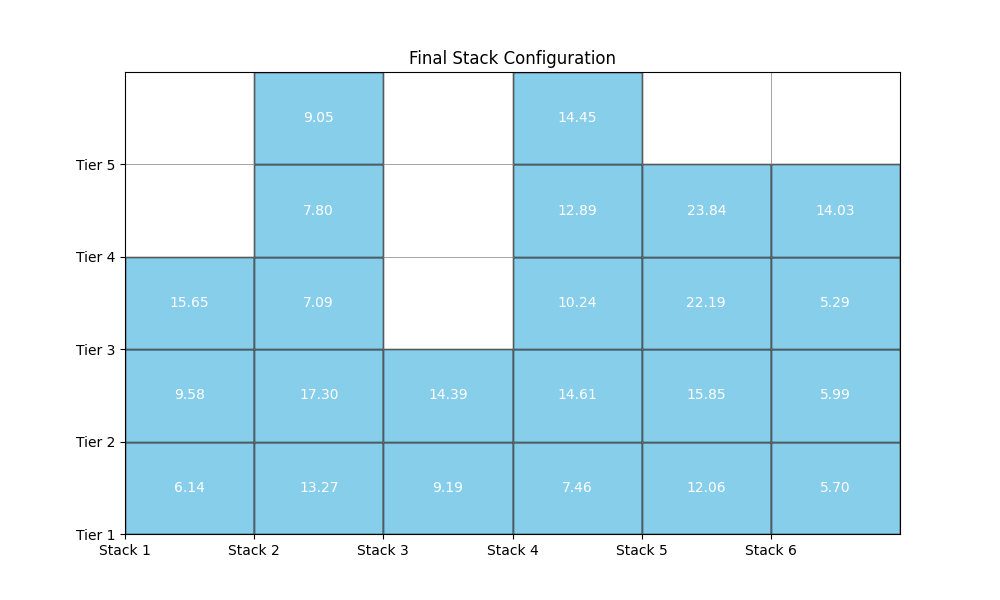 Final Stack Configuration
9.05 14.45
Tier 5
7.80 12.89 23.84 14.03
Tier 4
15.65 7.09 10.24 22.19 5.29
Tier 3
9.58 17.30 14.39 14.61 15.85 5.99
Tier 2
6.14 13.27 9.19 7.46 12.06 5.70
Tier 1
Stack 1 Stack 2 Stack 3 Stack 4 Stack 5 Stack 6